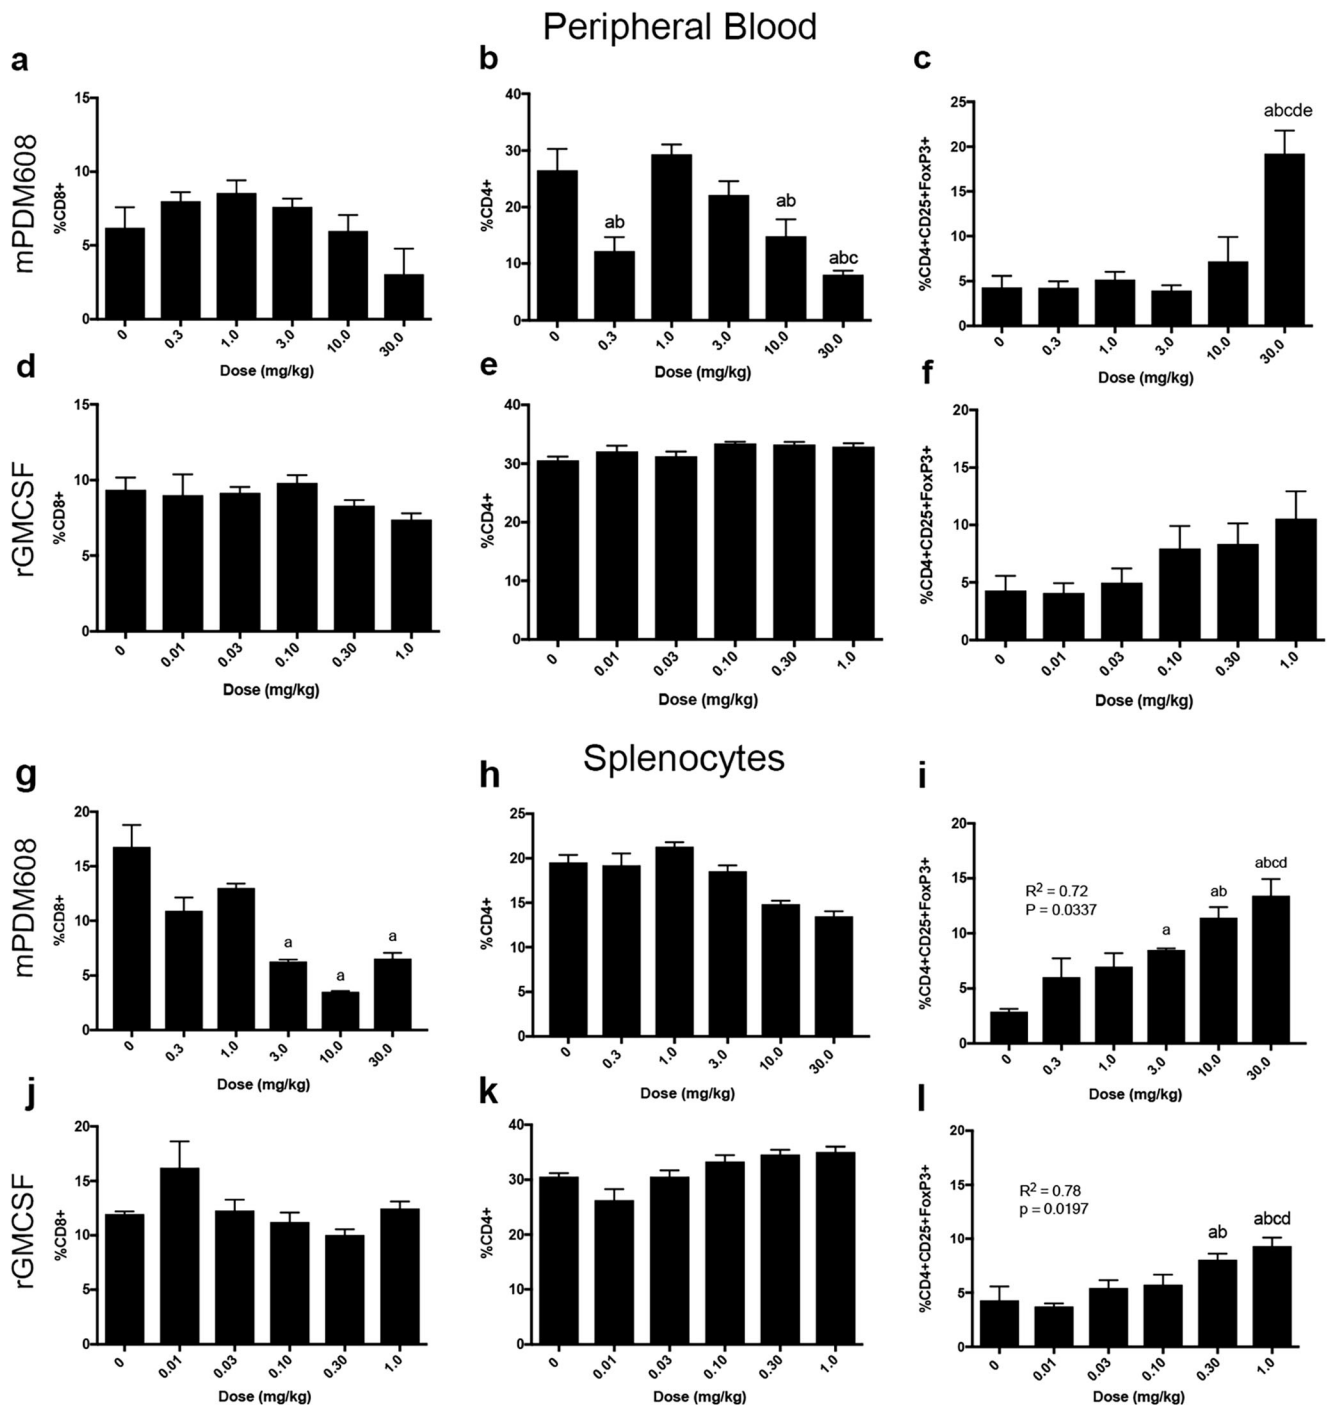 Peripheral Blood
a
mPDM608
%CD8+
15
10
5
0
0 0.3 1.0 3.0 10.0 30.0
Dose (mg/kg)
b
%CD4+
40
30
20
10
0
ab ab abc
0 0.3 1.0 3.0 10.0 30.0
Dose (mg/kg)
c
%CD4+CD25+FoxP3+
25
20
15
10
5
0
abcde
0 0.3 1.0 3.0 10.0 30.0
Dose (mg/kg)
d
rGMCSF
%CD8+
15
10
5
0
0 0.01 0.03 0.10 0.30 1.0
Dose (mg/kg)
e
%CD4+
40
30
20
10
0
0 0.01 0.03 0.10 0.30 1.0
Dose (mg/kg)
f
%CD4+CD25+FoxP3+
20
15
10
5
0
0 0.01 0.03 0.10 0.30 1.0
Dose (mg/kg)
Splenocytes
g
mPDM608
%CD8+
20
15
10
5
0
a a a
0 0.3 1.0 3.0 10.0 30.0
Dose (mg/kg)
h
%CD4+
25
20
15
10
5
0
0 0.3 1.0 3.0 10.0 30.0
Dose (mg/kg)
i
%CD4+CD25+FoxP3+
20
15
10
5
0
R² = 0.72
P = 0.0337
a ab abcd
0 0.3 1.0 3.0 10.0 30.0
Dose (mg/kg)
j
rGMCSF
%CD8+
20
15
10
5
0
0 0.01 0.03 0.10 0.30 1.0
Dose (mg/kg)
k
%CD4+
40
30
20
10
0
0 0.01 0.03 0.10 0.30 1.0
Dose (mg/kg)
l
%CD4+CD25+FoxP3+
20
15
10
5
0
R² = 0.78
p = 0.0197
ab abcd
0 0.01 0.03 0.10 0.30 1.0
Dose (mg/kg)